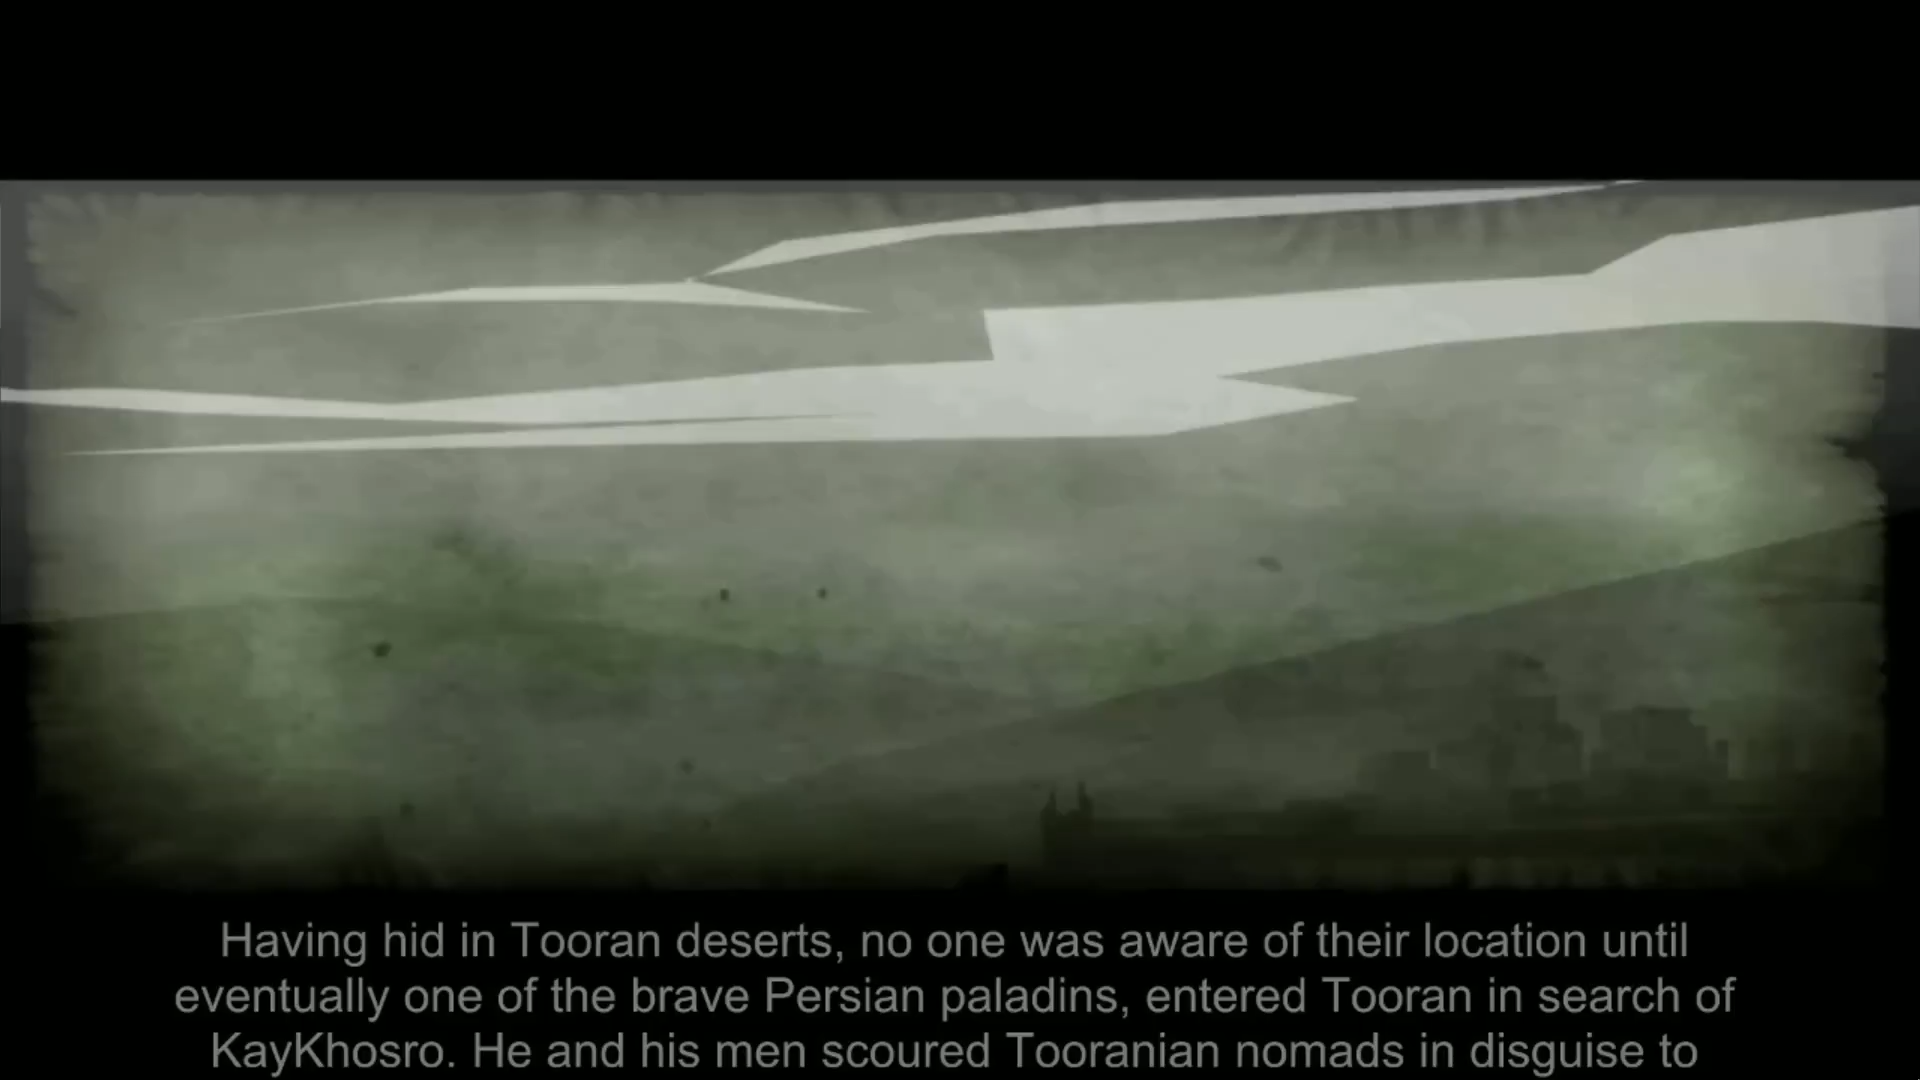 Having hid in Tooran deserts, no one was aware of their location until
eventually one of the brave Persian paladins, entered Tooran in search of
KayKhosro. He and his men scoured Tooranian nomads in disguise to